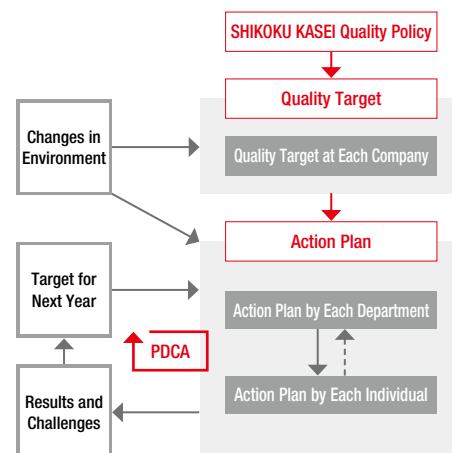 SHIKOKU KASEI Quality Policy
Quality Target
Changes in
Environment
Quality Target at Each Company
Action Plan
Target for
Next Year
Action Plan by Each Department
PDCA
Results and
Challenges
Action Plan by Each Individual